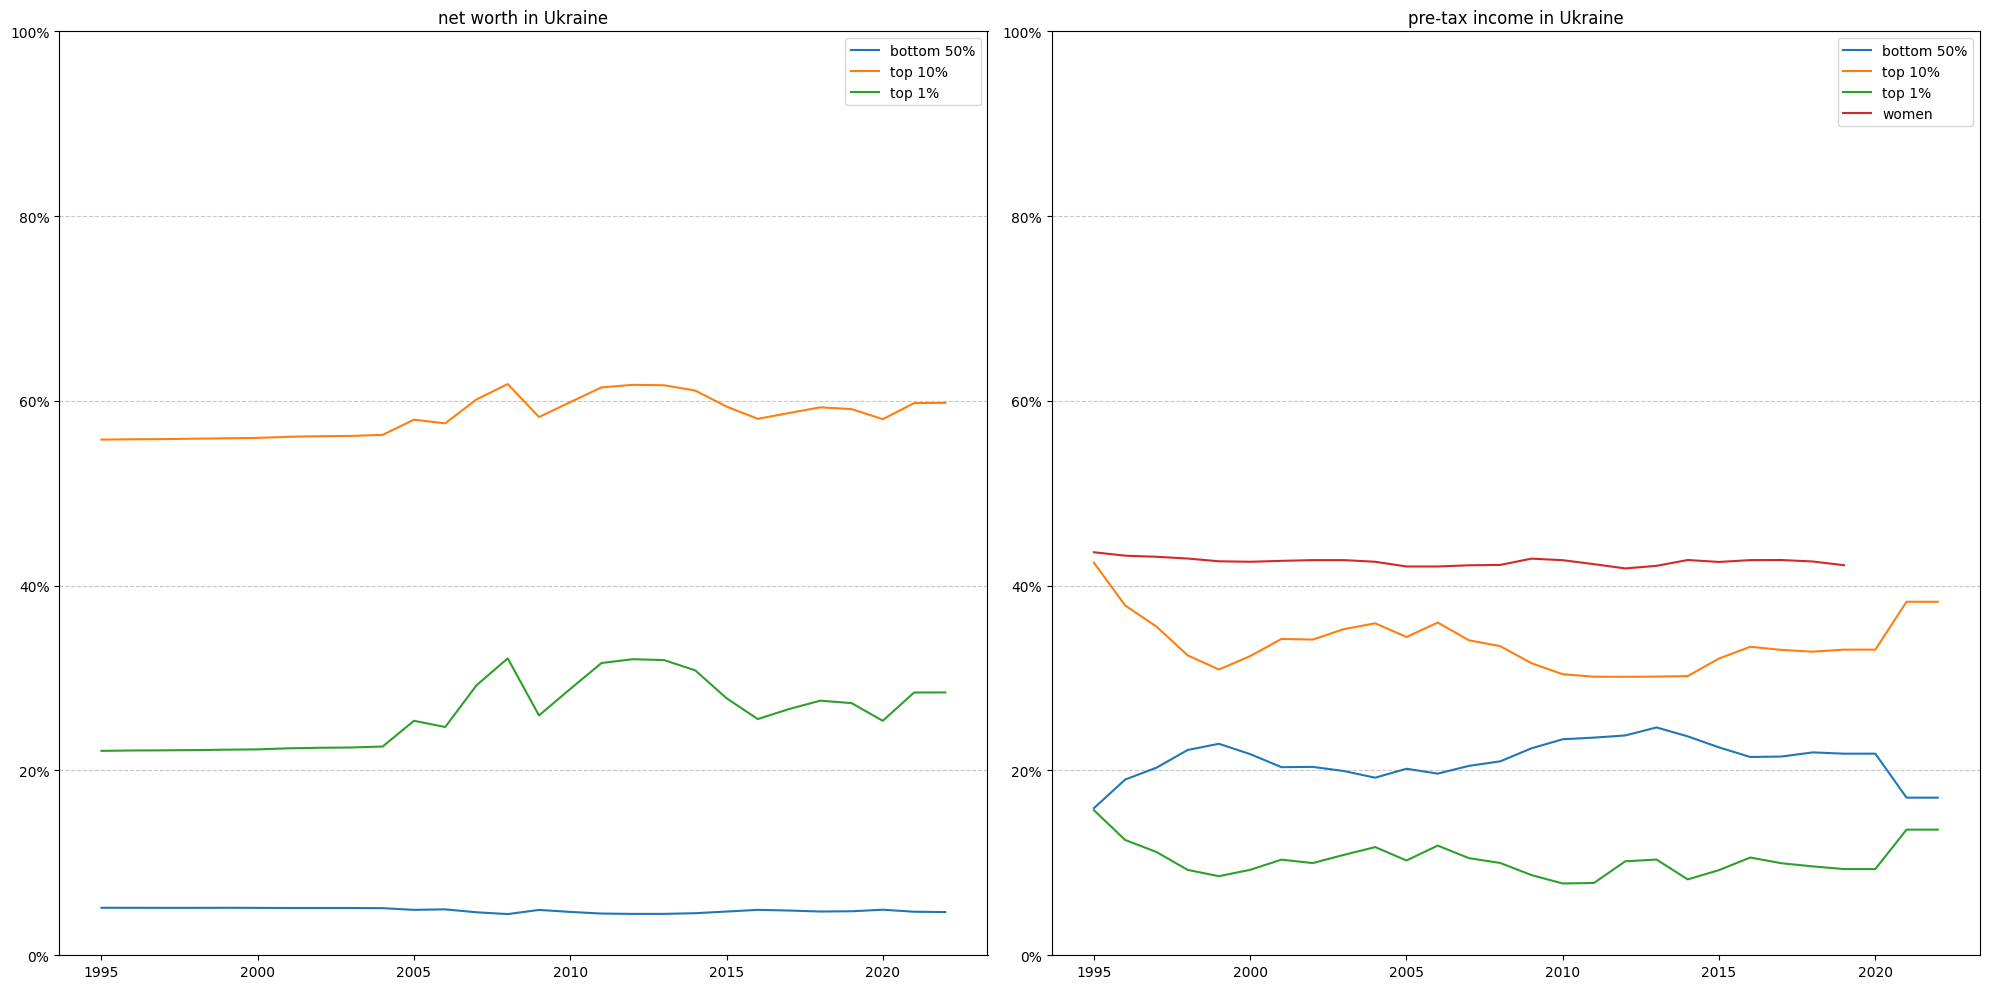 net worth in Ukraine
100%
80%
60%
40%
20%
0%
1995 2000 2005 2010 2015 2020
bottom 50%
top 10%
top 1%
pre-tax income in Ukraine
100%
80%
60%
40%
20%
0%
1995 2000 2005 2010 2015 2020
bottom 50%
top 10%
top 1%
women